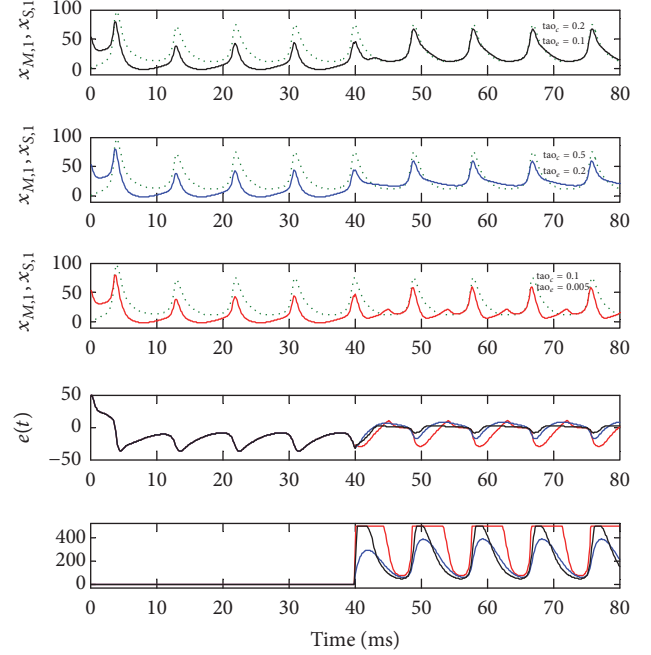 100
50
0
x_{M,1}, x_{S,1}
tao_c = 0.2
tao_e = 0.1
0 10 20 30 40 50 60 70 80
100
50
0
x_{M,1}, x_{S,1}
tao_c = 0.5
tao_e = 0.2
0 10 20 30 40 50 60 70 80
100
50
0
x_{M,1}, x_{S,1}
tao_c = 0.1
tao_e = 0.005
0 10 20 30 40 50 60 70 80
50
0
−50
e(t)
0 10 20 30 40 50 60 70 80
400
200
0
0 10 20 30 40 50 60 70 80
Time (ms)